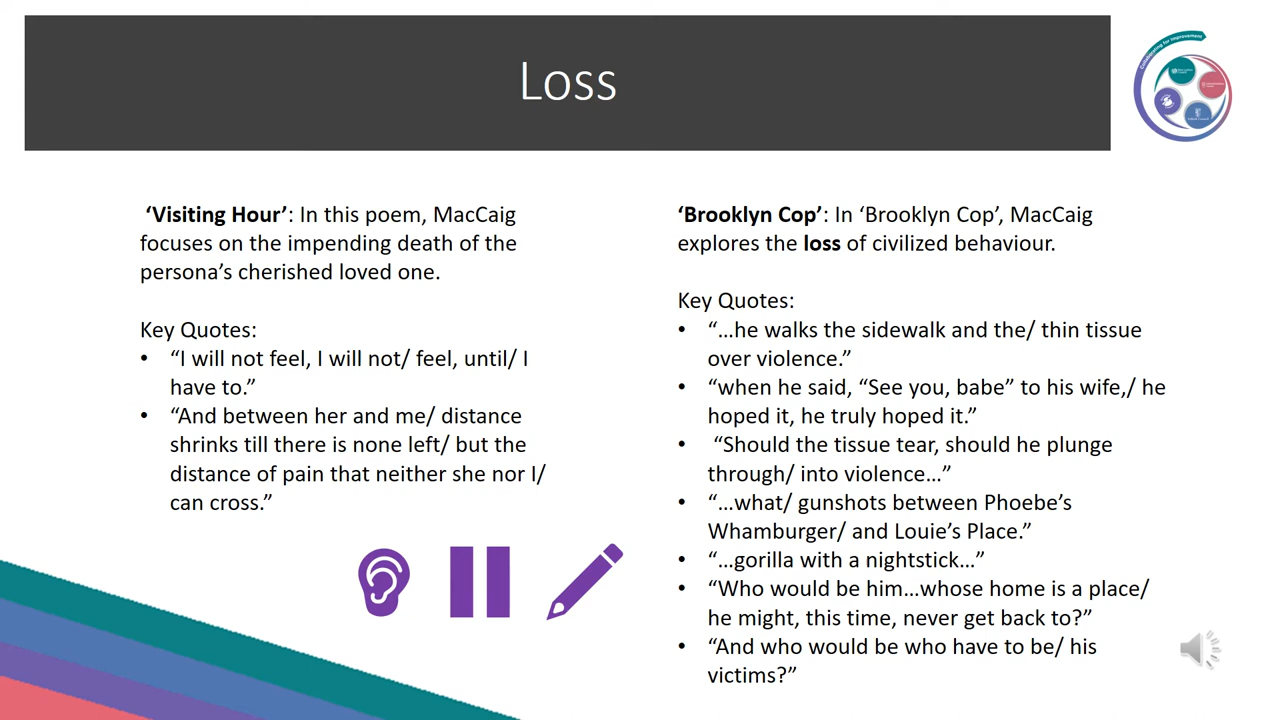 Loss
Collaborating for Improvement
‘Visiting Hour’: In this poem, MacCaig
focuses on the impending death of the
persona’s cherished loved one.
Key Quotes:
• “I will not feel, I will not/ feel, until/ I
have to.”
• “And between her and me/ distance
shrinks till there is none left/ but the
distance of pain that neither she nor I/
can cross.”
‘Brooklyn Cop’: In ‘Brooklyn Cop’, MacCaig
explores the loss of civilized behaviour.
Key Quotes:
• “…he walks the sidewalk and the/ thin tissue
over violence.”
• “when he said, “See you, babe” to his wife,/ he
hoped it, he truly hoped it.”
• “Should the tissue tear, should he plunge
through/ into violence…”
• “…what/ gunshots between Phoebe’s
Whamburger/ and Louie’s Place.”
• “…gorilla with a nightstick…”
• “Who would be him…whose home is a place/
he might, this time, never get back to?”
• “And who would be who have to be/ his
victims?”